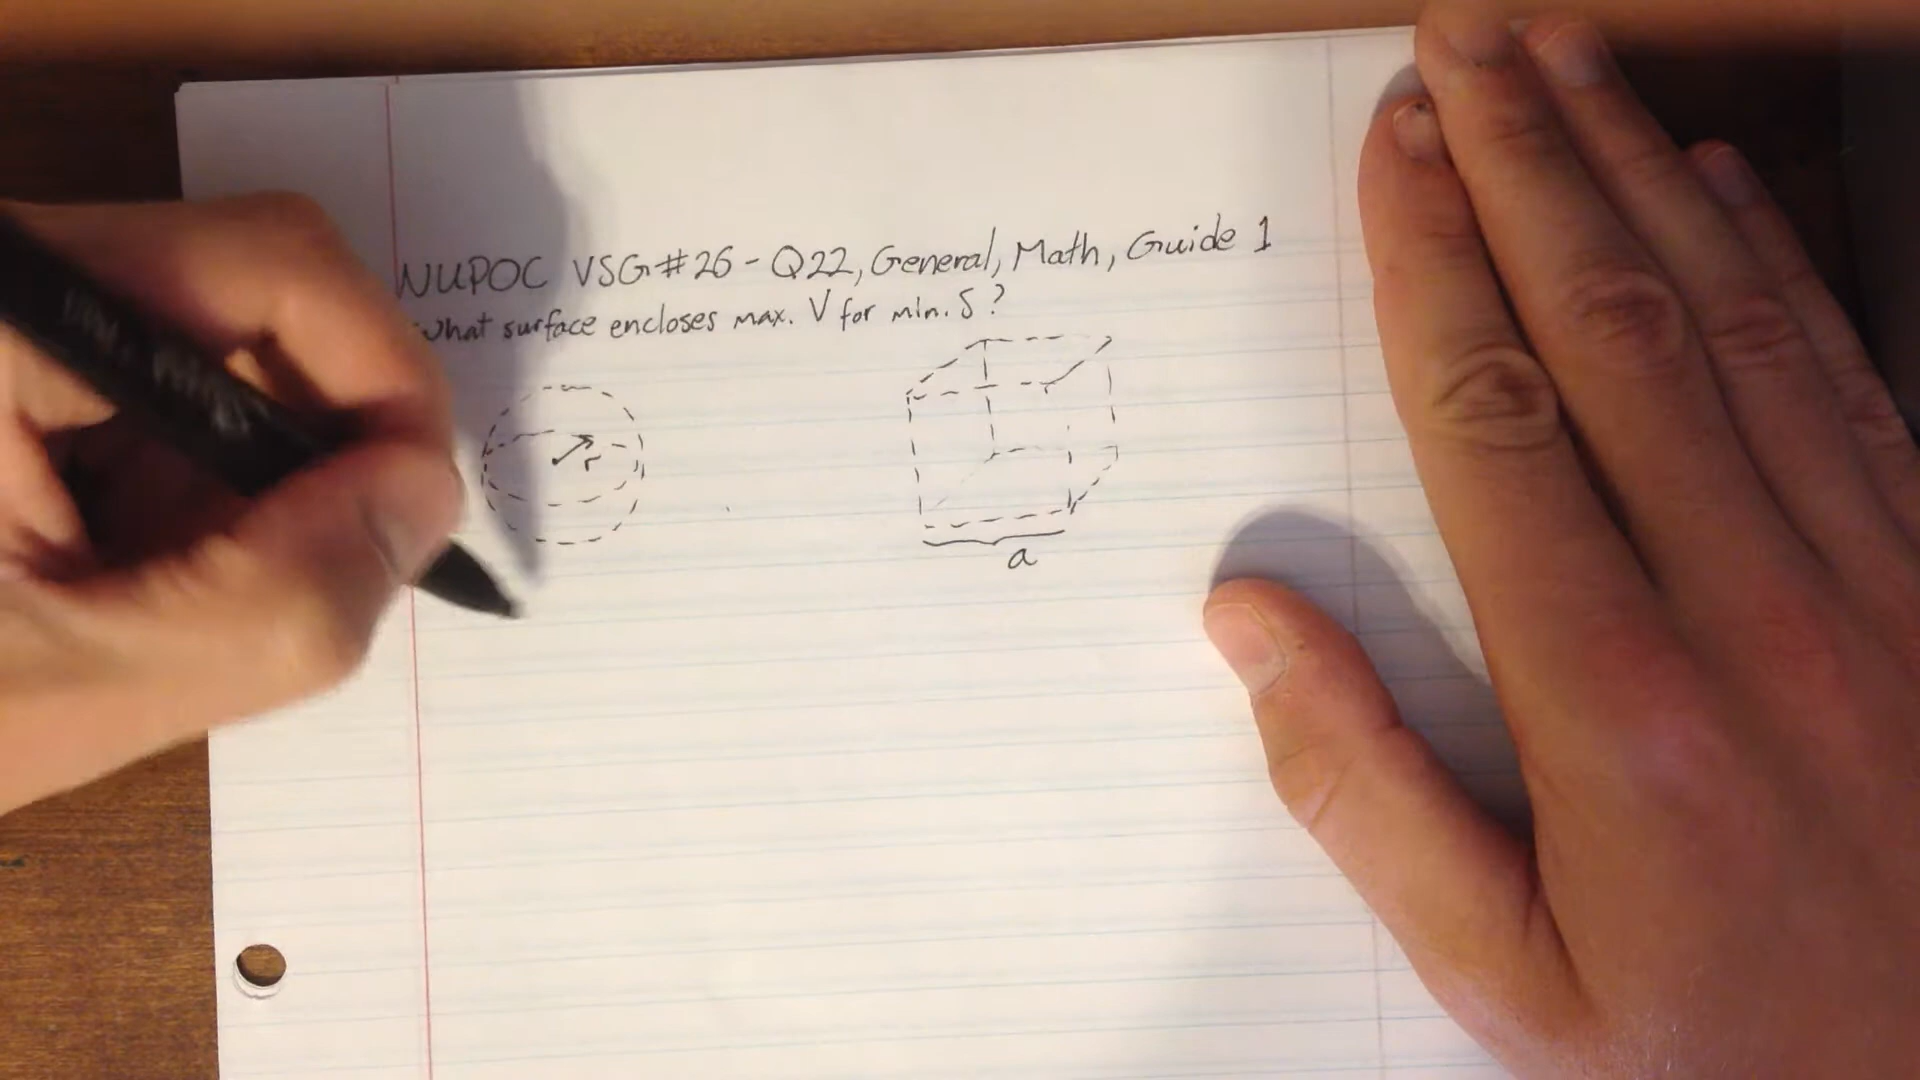 NUPOC VSG#26 - Q22, General, Math, Guide 1
What surface encloses max. V for min. S?
r
a